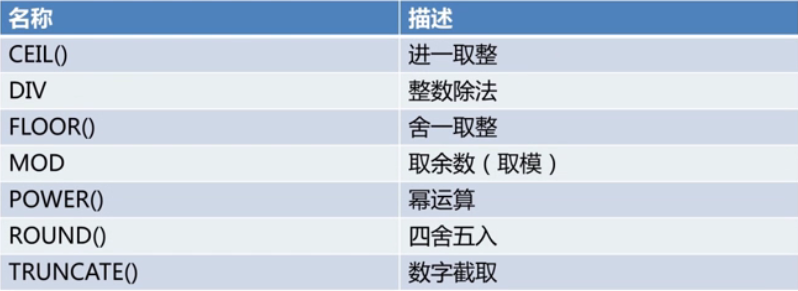 名称 描述
CEIL() 进一取整
DIV 整数除法
FLOOR() 舍一取整
MOD 取余数（取模）
POWER() 幂运算
ROUND() 四舍五入
TRUNCATE() 数字截取